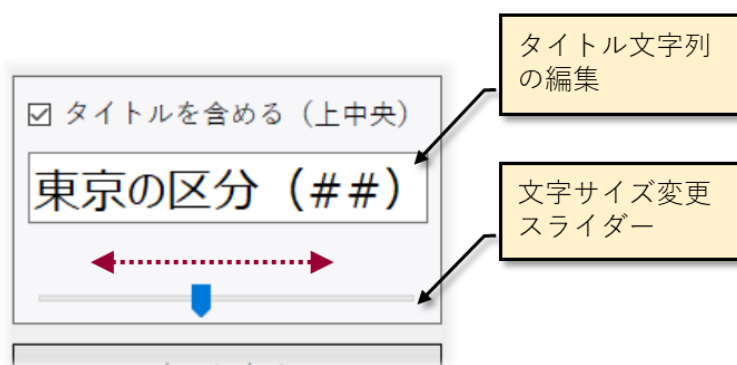 タイトル文字列
の編集
☑ タイトルを含める（上中央）
東京の区分（##）
文字サイズ変更
スライダー